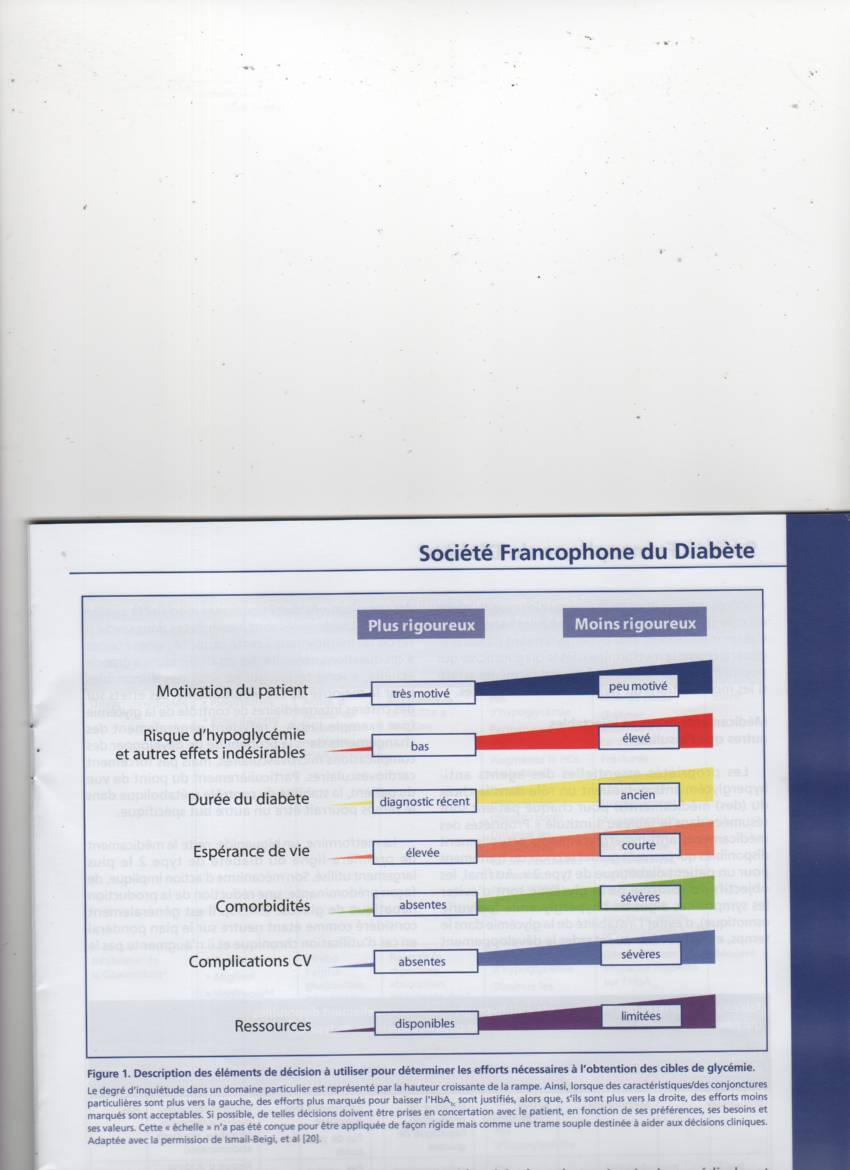 Société Francophone du Diabète
Plus rigoureux Moins rigoureux
Motivation du patient très motivé peu motivé
Risque d'hypoglycémie
et autres effets indésirables bas élevé
Durée du diabète diagnostic récent ancien
Espérance de vie élevée courte
Comorbidités absentes sévères
Complications CV absentes sévères
Ressources disponibles limitées
Figure 1. Description des éléments de décision à utiliser pour déterminer les efforts nécessaires à l'obtention des cibles de glycémie.
Le degré d'inquiétude dans un domaine particulier est représenté par la hauteur croissante de la rampe. Ainsi, lorsque des caractéristiques/des conjonctures
particulières sont plus vers la gauche, des efforts plus marqués pour baisser l'HbA1c sont justifiés, alors que, s'ils sont plus vers la droite, des efforts moins
marqués sont acceptables. Si possible, de telles décisions doivent être prises en concertation avec le patient, en fonction de ses préférences, ses besoins et
ses valeurs. Cette « échelle » n'a pas été conçue pour être appliquée de façon rigide mais comme une trame souple destinée à aider aux décisions cliniques.
Adaptée avec la permission de Ismail-Beigi, et al [20].